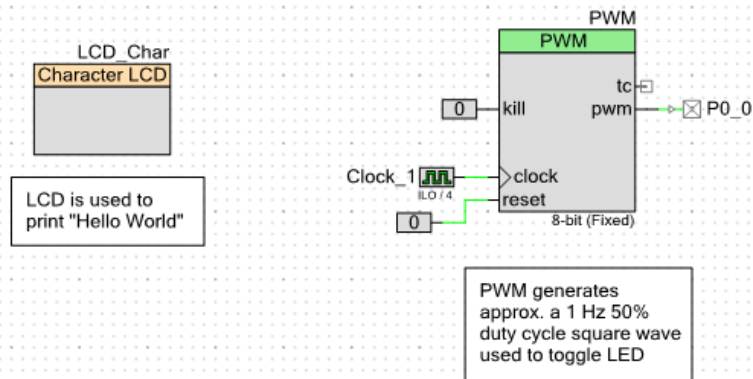 LCD_Char
Character LCD
LCD is used to
print "Hello World"
PWM
PWM
tc
0
kill
pwm
P0_0
Clock_1
ILO / 4
clock
0
reset
8-bit (Fixed)
PWM generates
approx. a 1 Hz 50%
duty cycle square wave
used to toggle LED